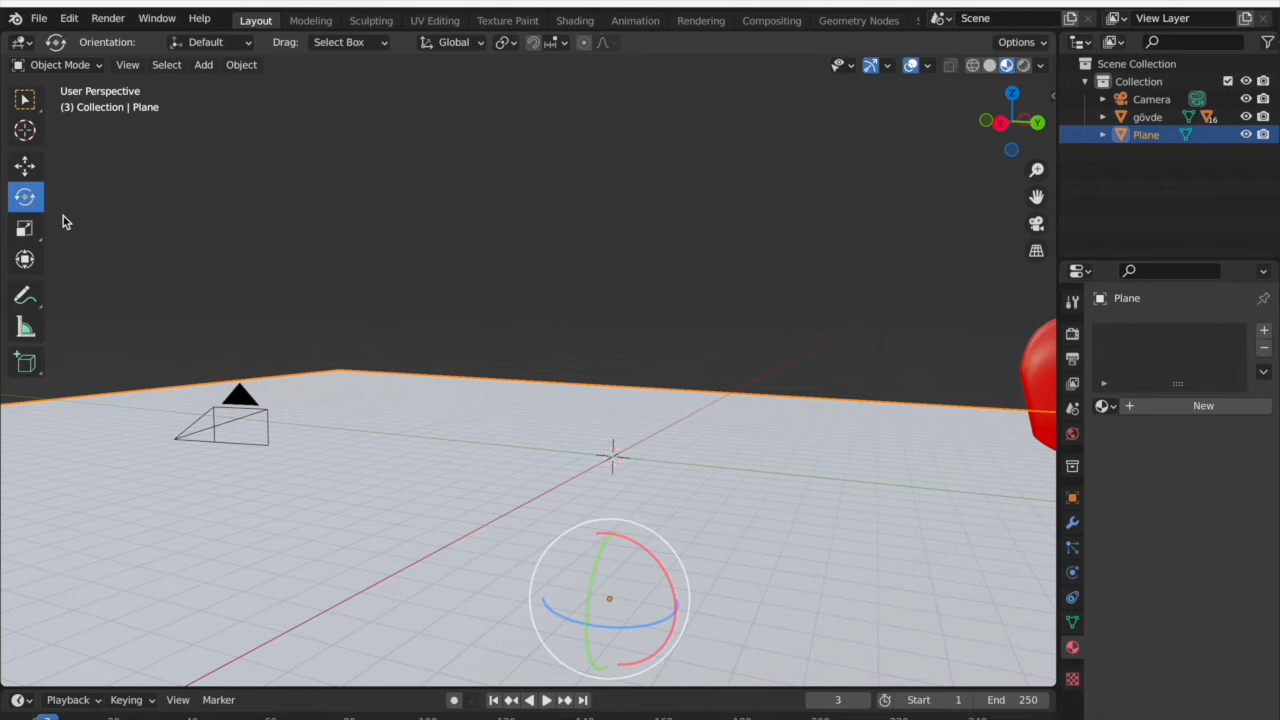 File Edit Render Window Help Layout Modeling Sculpting UV Editing Texture Paint Shading Animation Rendering Compositing Geometry Nodes Scene View Layer
Orientation: Default Drag: Select Box Global Options
Object Mode View Select Add Object
User Perspective
(3) Collection | Plane
Scene Collection
Collection
Camera
gövde 16
Plane
Plane
New
Playback Keying View Marker 3 Start 1 End 250